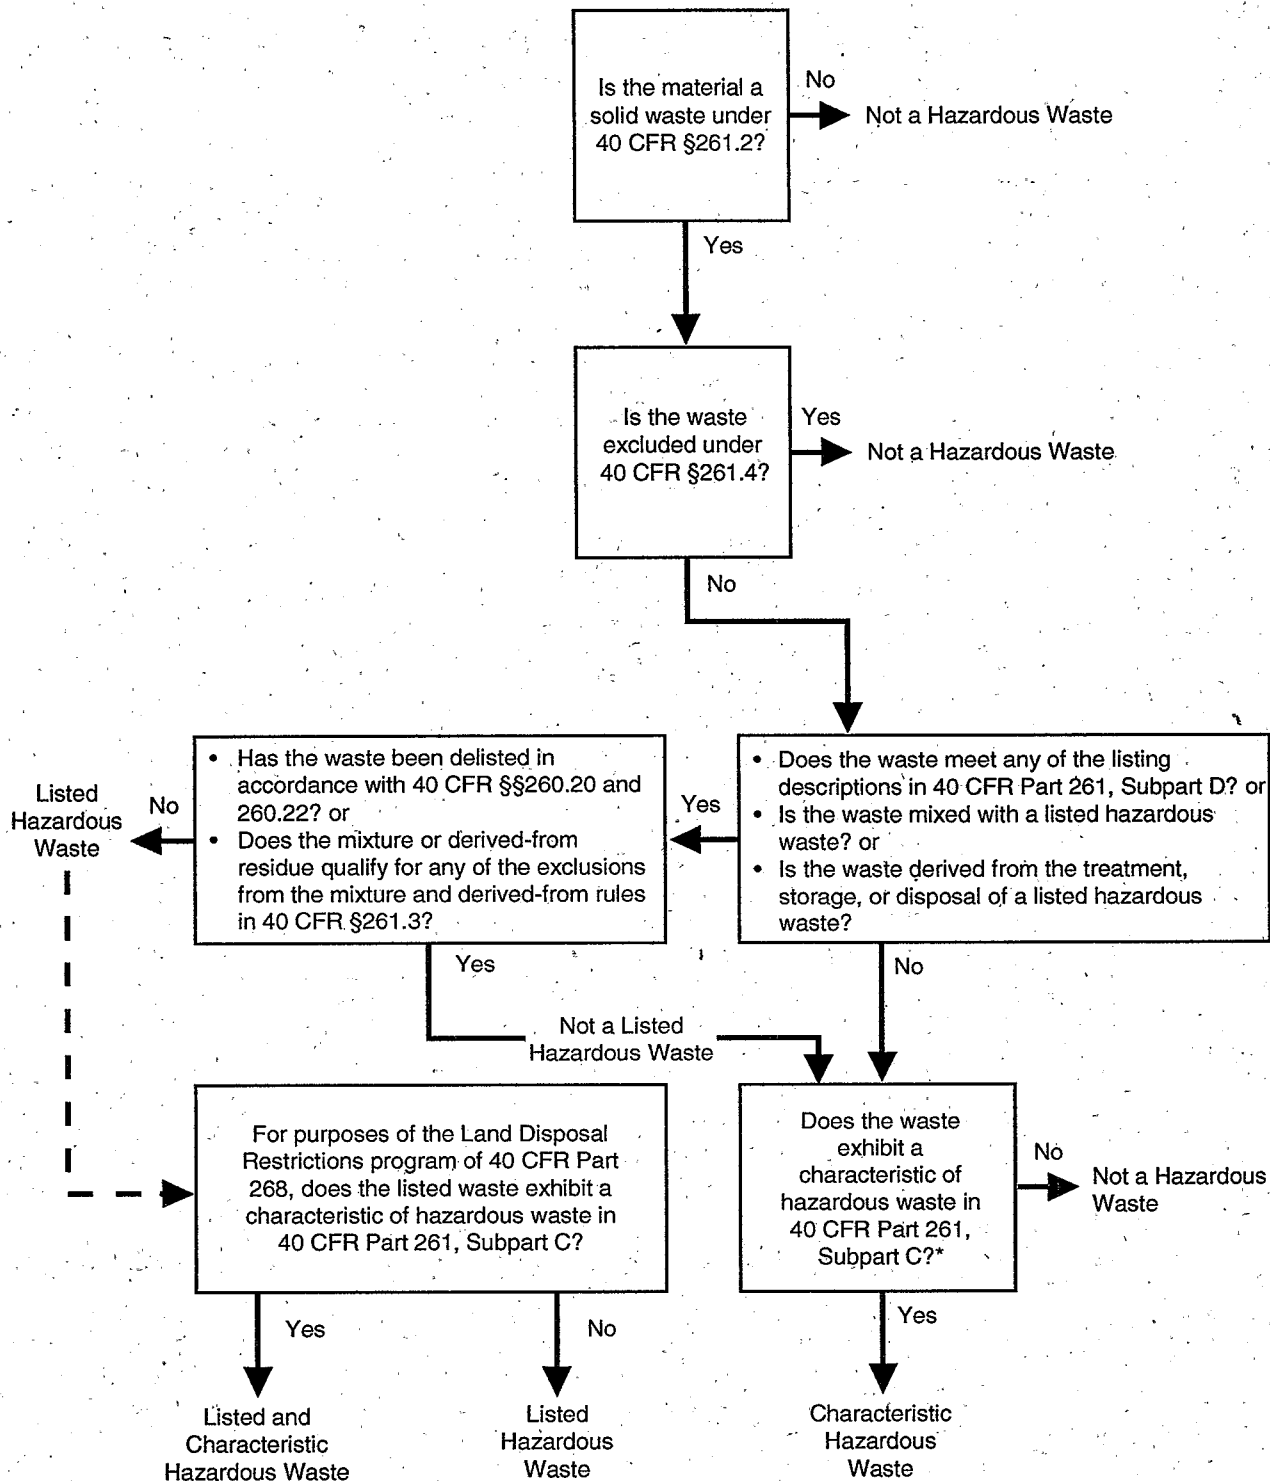 Is the material a
solid waste under
40 CFR §261.2?
No
Not a Hazardous Waste
Yes
Is the waste
excluded under
40 CFR §261.4?
Yes
Not a Hazardous Waste
No
• Does the waste meet any of the listing
descriptions in 40 CFR Part 261, Subpart D? or
• Is the waste mixed with a listed hazardous
waste? or
• Is the waste derived from the treatment,
storage, or disposal of a listed hazardous
waste?
Yes
• Has the waste been delisted in
accordance with 40 CFR §§260.20 and
260.22? or
• Does the mixture or derived-from
residue qualify for any of the exclusions
from the mixture and derived-from rules
in 40 CFR §261.3?
No
Listed
Hazardous
Waste
Yes
Not a Listed
Hazardous Waste
No
For purposes of the Land Disposal
Restrictions program of 40 CFR Part
268, does the listed waste exhibit a
characteristic of hazardous waste in
40 CFR Part 261, Subpart C?
Does the waste
exhibit a
characteristic of
hazardous waste in
40 CFR Part 261,
Subpart C?*
No
Not a Hazardous
Waste
Yes
No
Yes
Listed and
Characteristic
Hazardous Waste
Listed
Hazardous
Waste
Characteristic
Hazardous
Waste